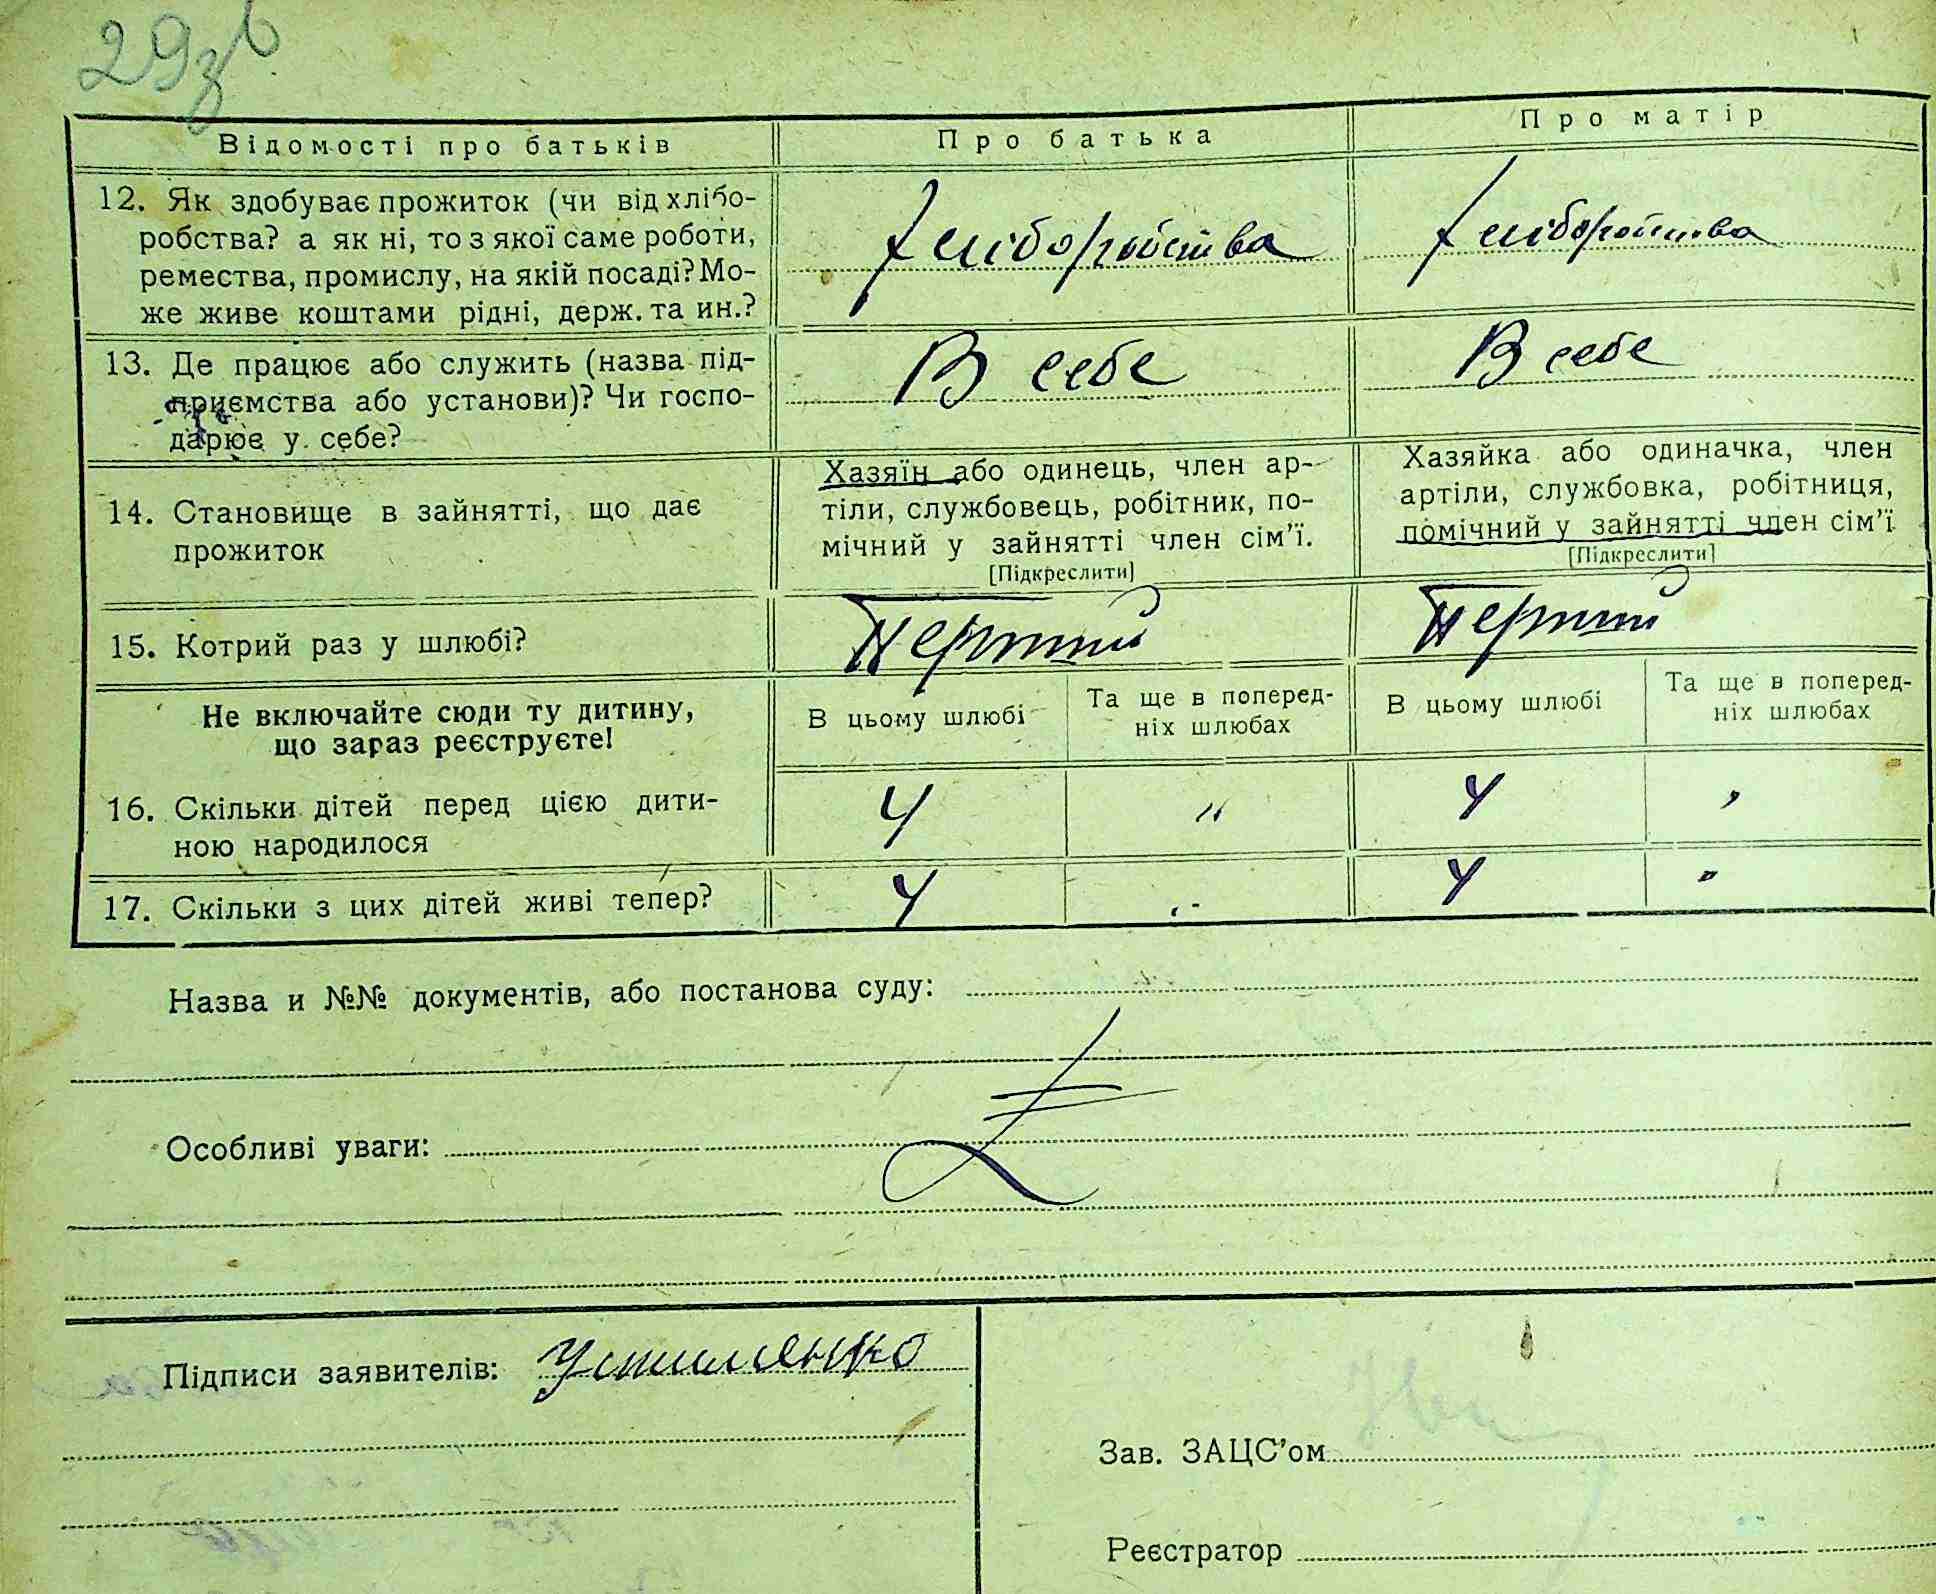 29зв
Відомості про батьків Про батька Про матір
12. Як здобуває прожиток (чи від хлібо-
робства? а як ні, то з якої саме роботи,
ремества, промислу, на якій посаді? Мо-
же живе коштами рідні, держ. та ин.?
хліборобства хліборобства
13. Де працює або служить (назва під-
приємства або установи)? Чи госпо-
дарює у себе?
В себе В себе
14. Становище в зайнятті, що дає
прожиток
Хазяїн або одинець, член ар-
тіли, службовець, робітник, по-
мічний у зайнятті член сім'ї.
[Підкреслити]
Хазяйка або одиначка, член
артіли, службовка, робітниця,
помічний у зайнятті член сім'ї
[Підкреслити]
15. Котрий раз у шлюбі? Перший Перший
Не включайте сюди ту дитину,
що зараз реєструєте!
В цьому шлюбі
Та ще в поперед-
ніх шлюбах
В цьому шлюбі
Та ще в поперед-
ніх шлюбах
16. Скільки дітей перед цією дити-
ною народилося
4 " 4 "
17. Скільки з цих дітей живі тепер? 4 " 4 "
Назва и №№ документів, або постанова суду:
Особливі уваги:
Підписи заявителів: Устименко
Зав. ЗАЦС'ом
Реєстратор